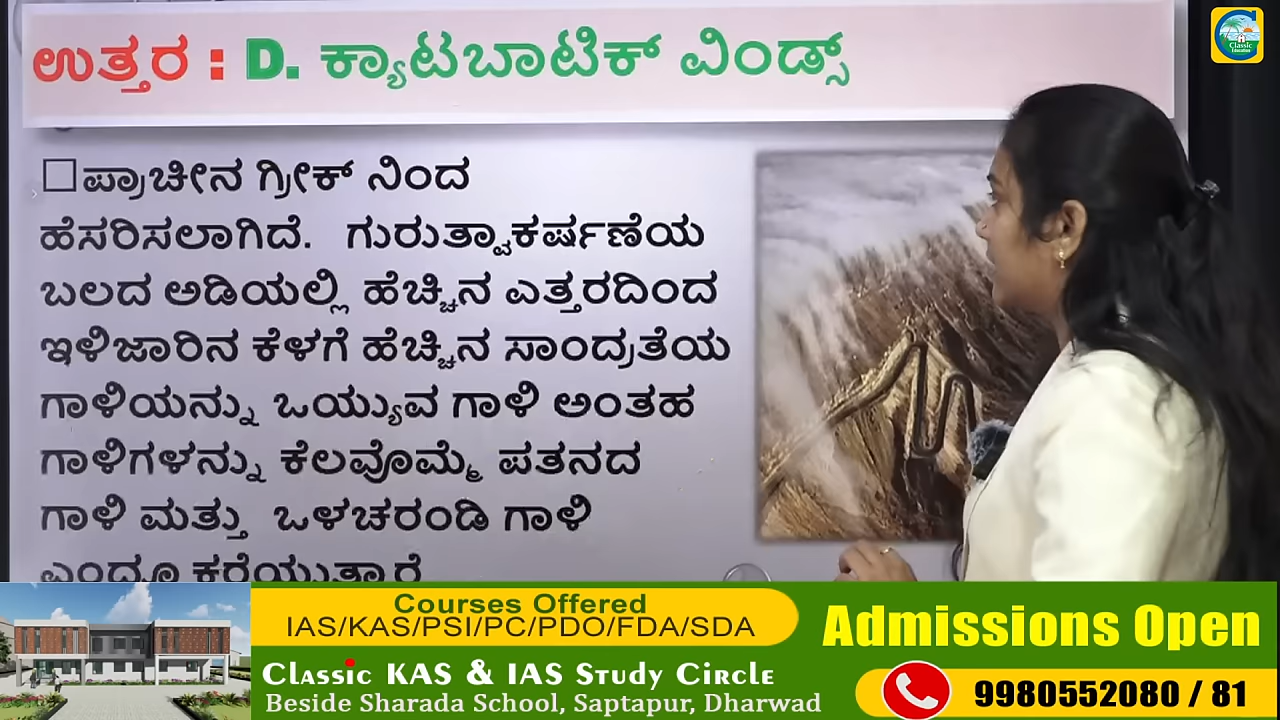 ಉತ್ತರ : D. ಕ್ಯಾಟಬಾಟಿಕ್ ವಿಂಡ್ಸ್
Classic
Education
ಪ್ರಾಚೀನ ಗ್ರೀಕ್ ನಿಂದ
ಹೆಸರಿಸಲಾಗಿದೆ. ಗುರುತ್ವಾಕರ್ಷಣೆಯ
ಬಲದ ಅಡಿಯಲ್ಲಿ ಹೆಚ್ಚಿನ ಎತ್ತರದಿಂದ
ಇಳಿಜಾರಿನ ಕೆಳಗೆ ಹೆಚ್ಚಿನ ಸಾಂದ್ರತೆಯ
ಗಾಳಿಯನ್ನು ಒಯ್ಯುವ ಗಾಳಿ ಅಂತಹ
ಗಾಳಿಗಳನ್ನು ಕೆಲವೊಮ್ಮೆ ಪತನದ
ಗಾಳಿ ಮತ್ತು ಒಳಚರಂಡಿ ಗಾಳಿ
ಎಂದೂ ಕರೆಯುತ್ತಾರೆ
Courses Offered
IAS/KAS/PSI/PC/PDO/FDA/SDA
Classic KAS & IAS Study Circle
Beside Sharada School, Saptapur, Dharwad
Admissions Open
9980552080 / 81